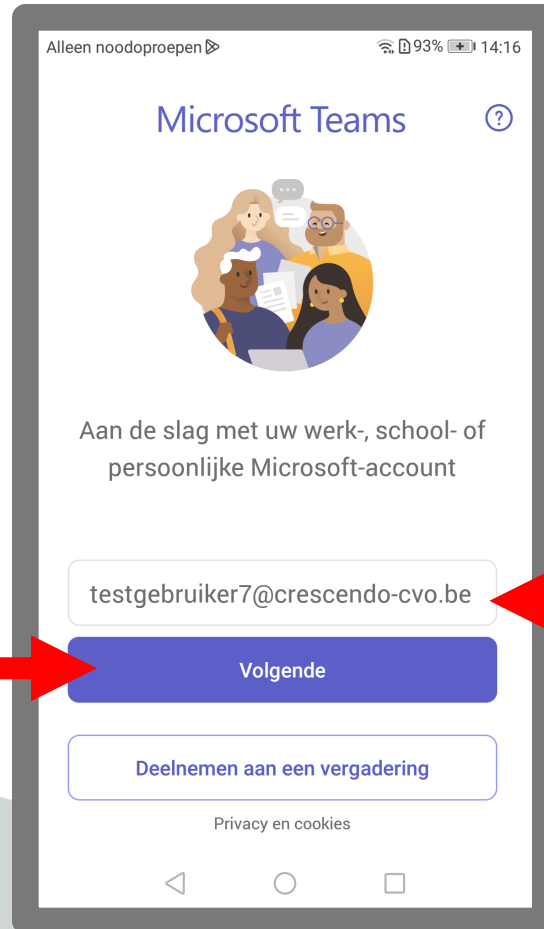 Alleen noodoproepen 93% 14:16
Microsoft Teams ?
Aan de slag met uw werk-, school- of
persoonlijke Microsoft-account
testgebruiker7@crescendo-cvo.be
Volgende
Deelnemen aan een vergadering
Privacy en cookies